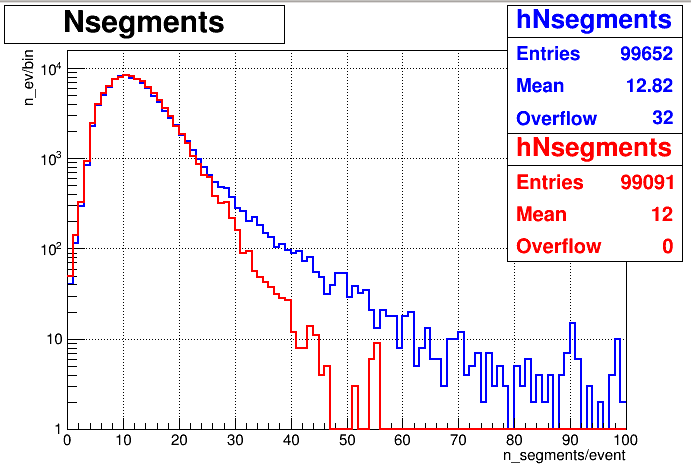 Nsegments
hNsegments
Entries 99652
Mean 12.82
Overflow 32
hNsegments
Entries 99091
Mean 12
Overflow 0
n_ev/bin
10^4
10^3
10^2
10
1
0 10 20 30 40 50 60 70 80 90 100
n_segments/event